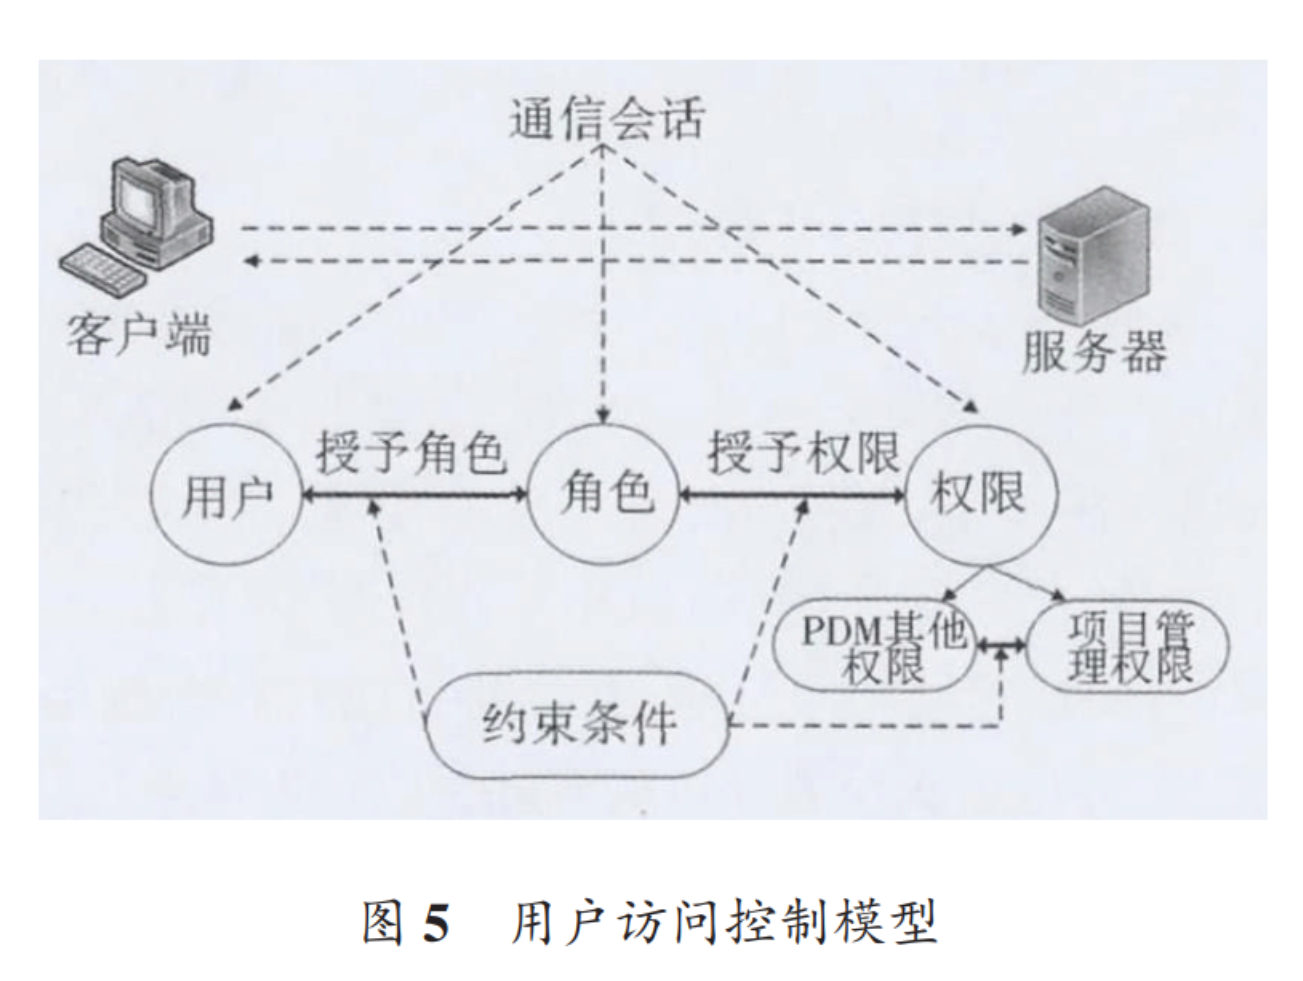 通信会话
客户端
服务器
授予角色
授予权限
用户
角色
权限
PDM其他
权限
项目管
理权限
约束条件
图 5 用户访问控制模型